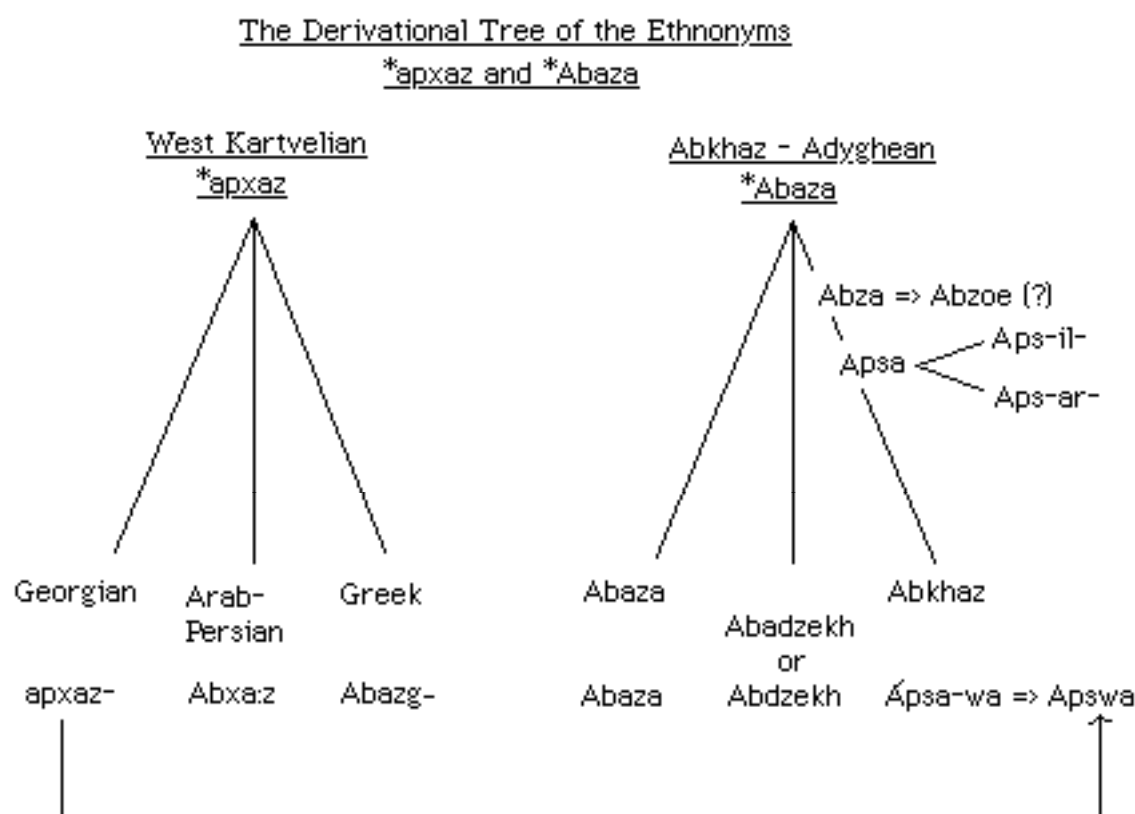 The Derivational Tree of the Ethnonyms
*apxaz and *Abaza
West Kartvelian
*apxaz
Abkhaz - Adyghean
*Abaza
Abza => Abzoe (?)
Aps-il-
Apsa
Aps-ar-
Georgian
Arab-
Persian
Greek
Abaza
Abadzekh
or
Abdzekh
Abkhaz
apxaz-
Abxa:z
Abazg-
Abaza
Ápsa-wa => Apswa